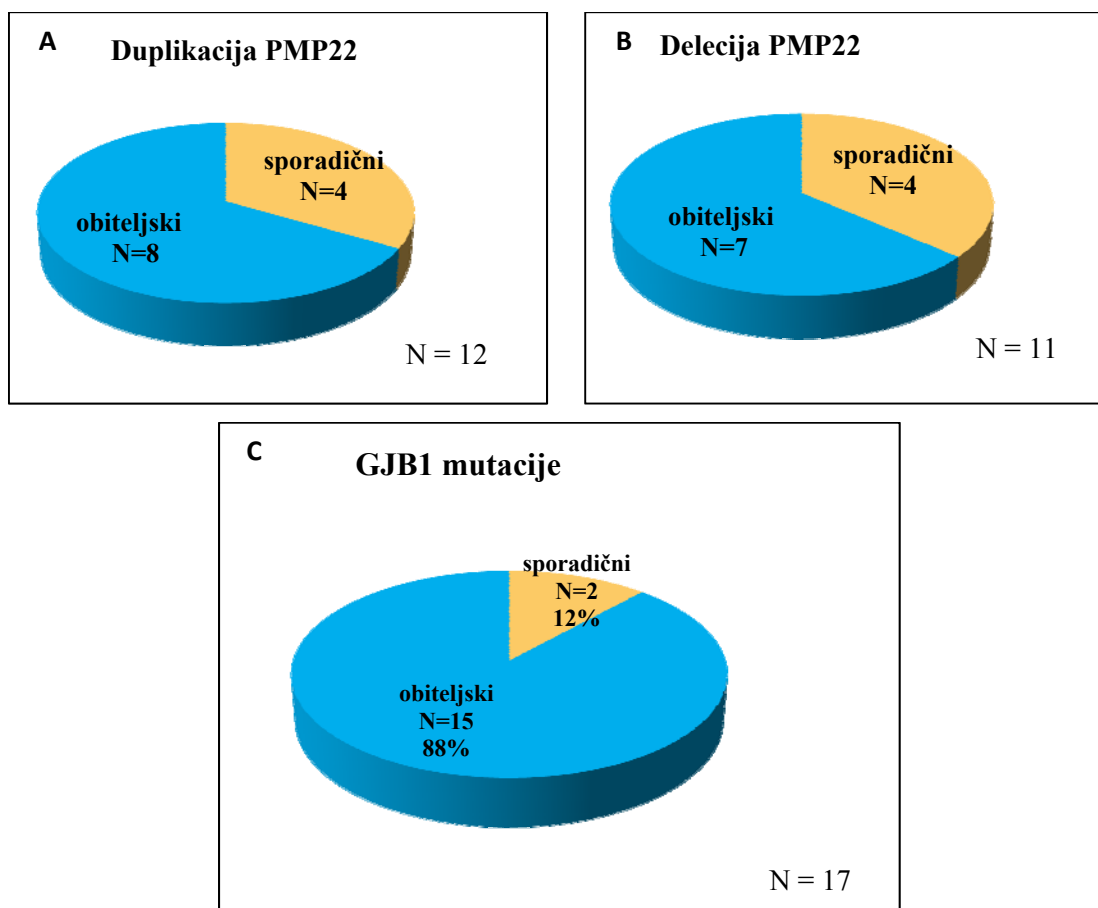 A
Duplikacija PMP22
sporadični
N=4
obiteljski
N=8
N = 12
B
Delecija PMP22
sporadični
N=4
obiteljski
N=7
N = 11
C
GJB1 mutacije
sporadični
N=2
12%
obiteljski
N=15
88%
N = 17